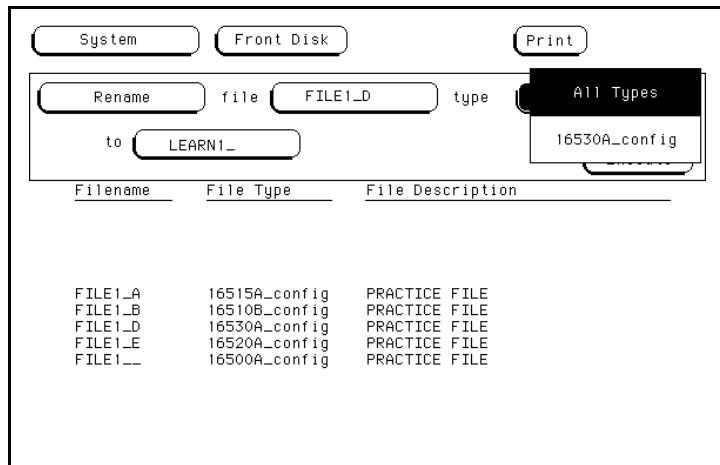 System Front Disk Print
Rename file FILE1_D type All Types
to LEARN1_ 16530A_config
Filename File Type File Description
FILE1_A 16515A_config PRACTICE FILE
FILE1_B 16510B_config PRACTICE FILE
FILE1_D 16530A_config PRACTICE FILE
FILE1_E 16520A_config PRACTICE FILE
FILE1__ 16500A_config PRACTICE FILE